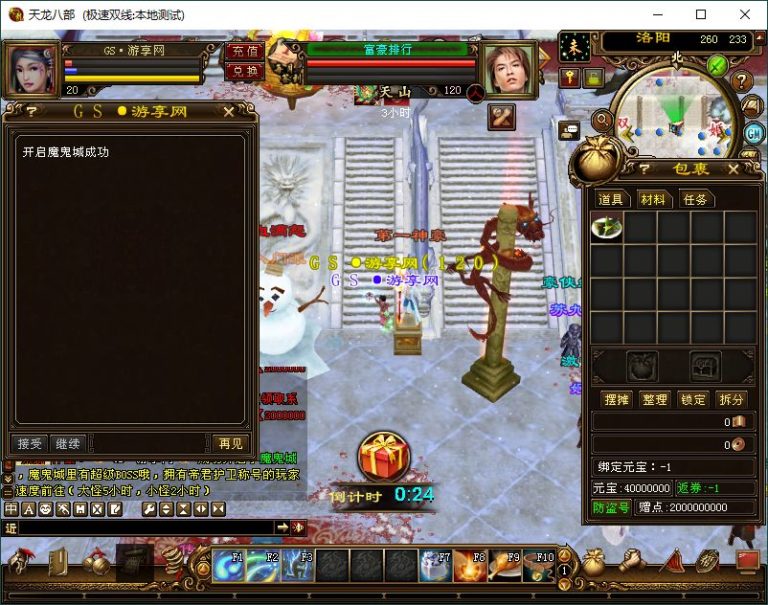 天龙八部 (极速双线:本地测试)
GS·游享网
充值
兑换
20
富豪排行
天山
120
3小时
未
洛阳
260 233
北
GM
GS●游享网
开启魔鬼城成功
接受
继续
再见
第一神豪
GS●游享网(120)
GS●游享网
包裹
道具
材料
任务
摆摊
整理
锁定
拆分
0
0
绑定元宝:-1
元宝:40000000
返券:-1
防盗号
赠点:2000000000
魔鬼城
,魔鬼城里有超级BOSS哦,拥有帝君护卫称号的玩家
速度前往(大怪5小时,小怪2小时)
倒计时 0:24
近
F1
F2
F3
F7
F8
F9
F10
1